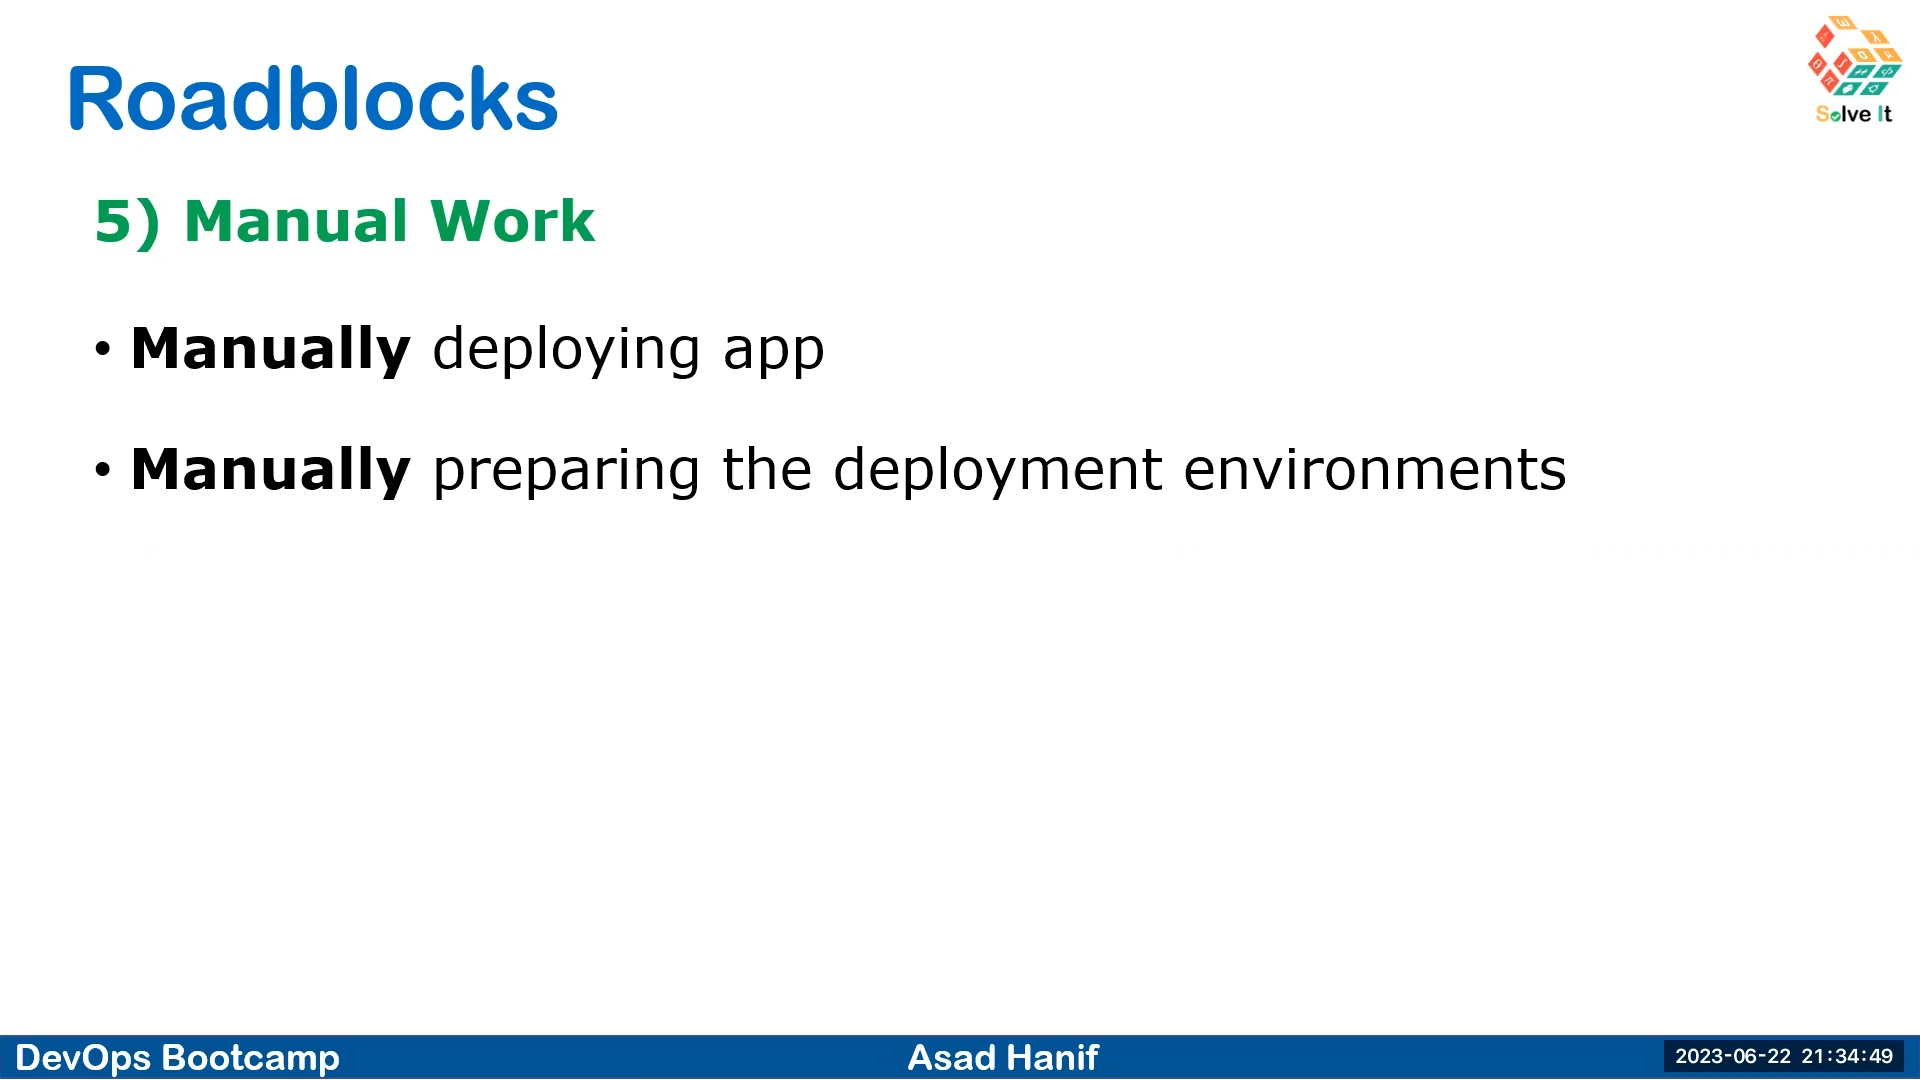 Roadblocks
Solve It
5) Manual Work
• Manually deploying app
• Manually preparing the deployment environments
DevOps Bootcamp
Asad Hanif
2023-06-22 21:34:49